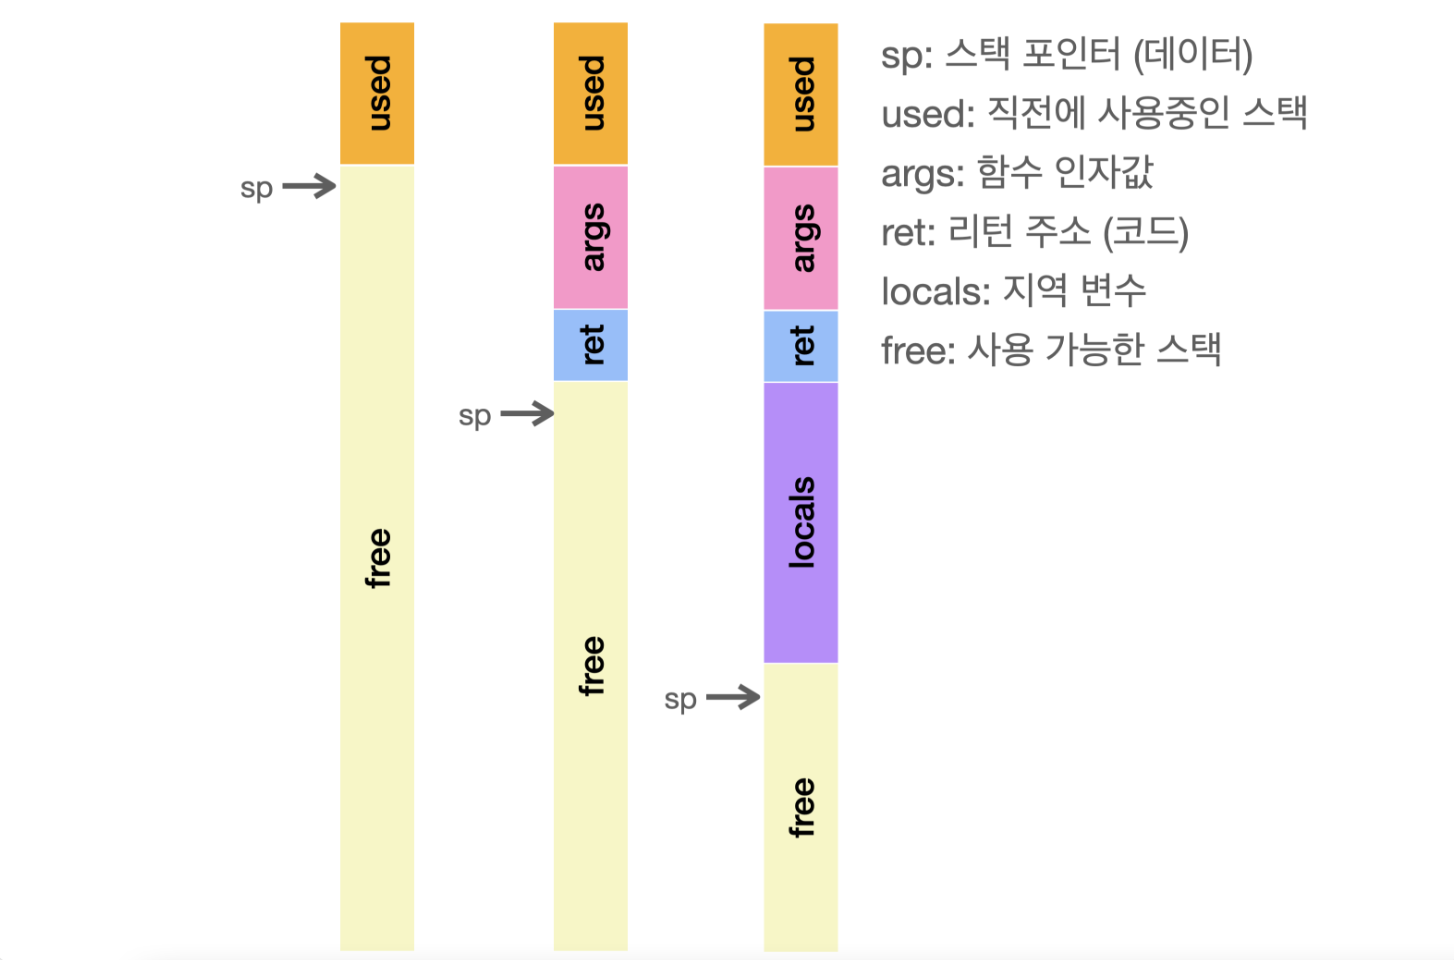 used
sp
free
used
args
ret
sp
free
used
args
ret
locals
sp
free
sp: 스택 포인터 (데이터)
used: 직전에 사용중인 스택
args: 함수 인자값
ret: 리턴 주소 (코드)
locals: 지역 변수
free: 사용 가능한 스택